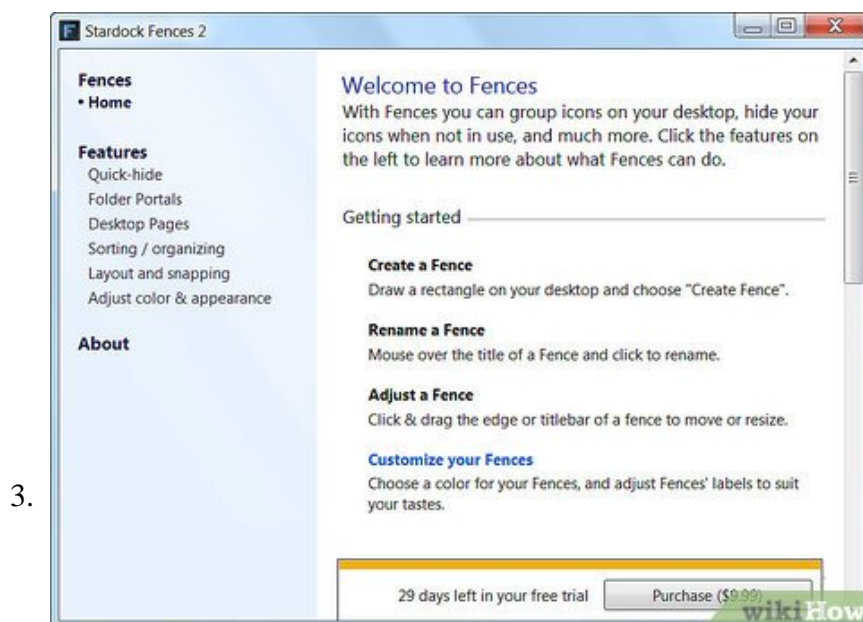 Stardock Fences 2
Fences
• Home
Features
Quick-hide
Folder Portals
Desktop Pages
Sorting / organizing
Layout and snapping
Adjust color & appearance
About
Welcome to Fences
With Fences you can group icons on your desktop, hide your
icons when not in use, and much more. Click the features on
the left to learn more about what Fences can do.
Getting started
Create a Fence
Draw a rectangle on your desktop and choose "Create Fence".
Rename a Fence
Mouse over the title of a Fence and click to rename.
Adjust a Fence
Click & drag the edge or titlebar of a fence to move or resize.
Customize your Fences
Choose a color for your Fences, and adjust Fences' labels to suit
your tastes.
29 days left in your free trial
Purchase ($9.99)
wikiHow
3.